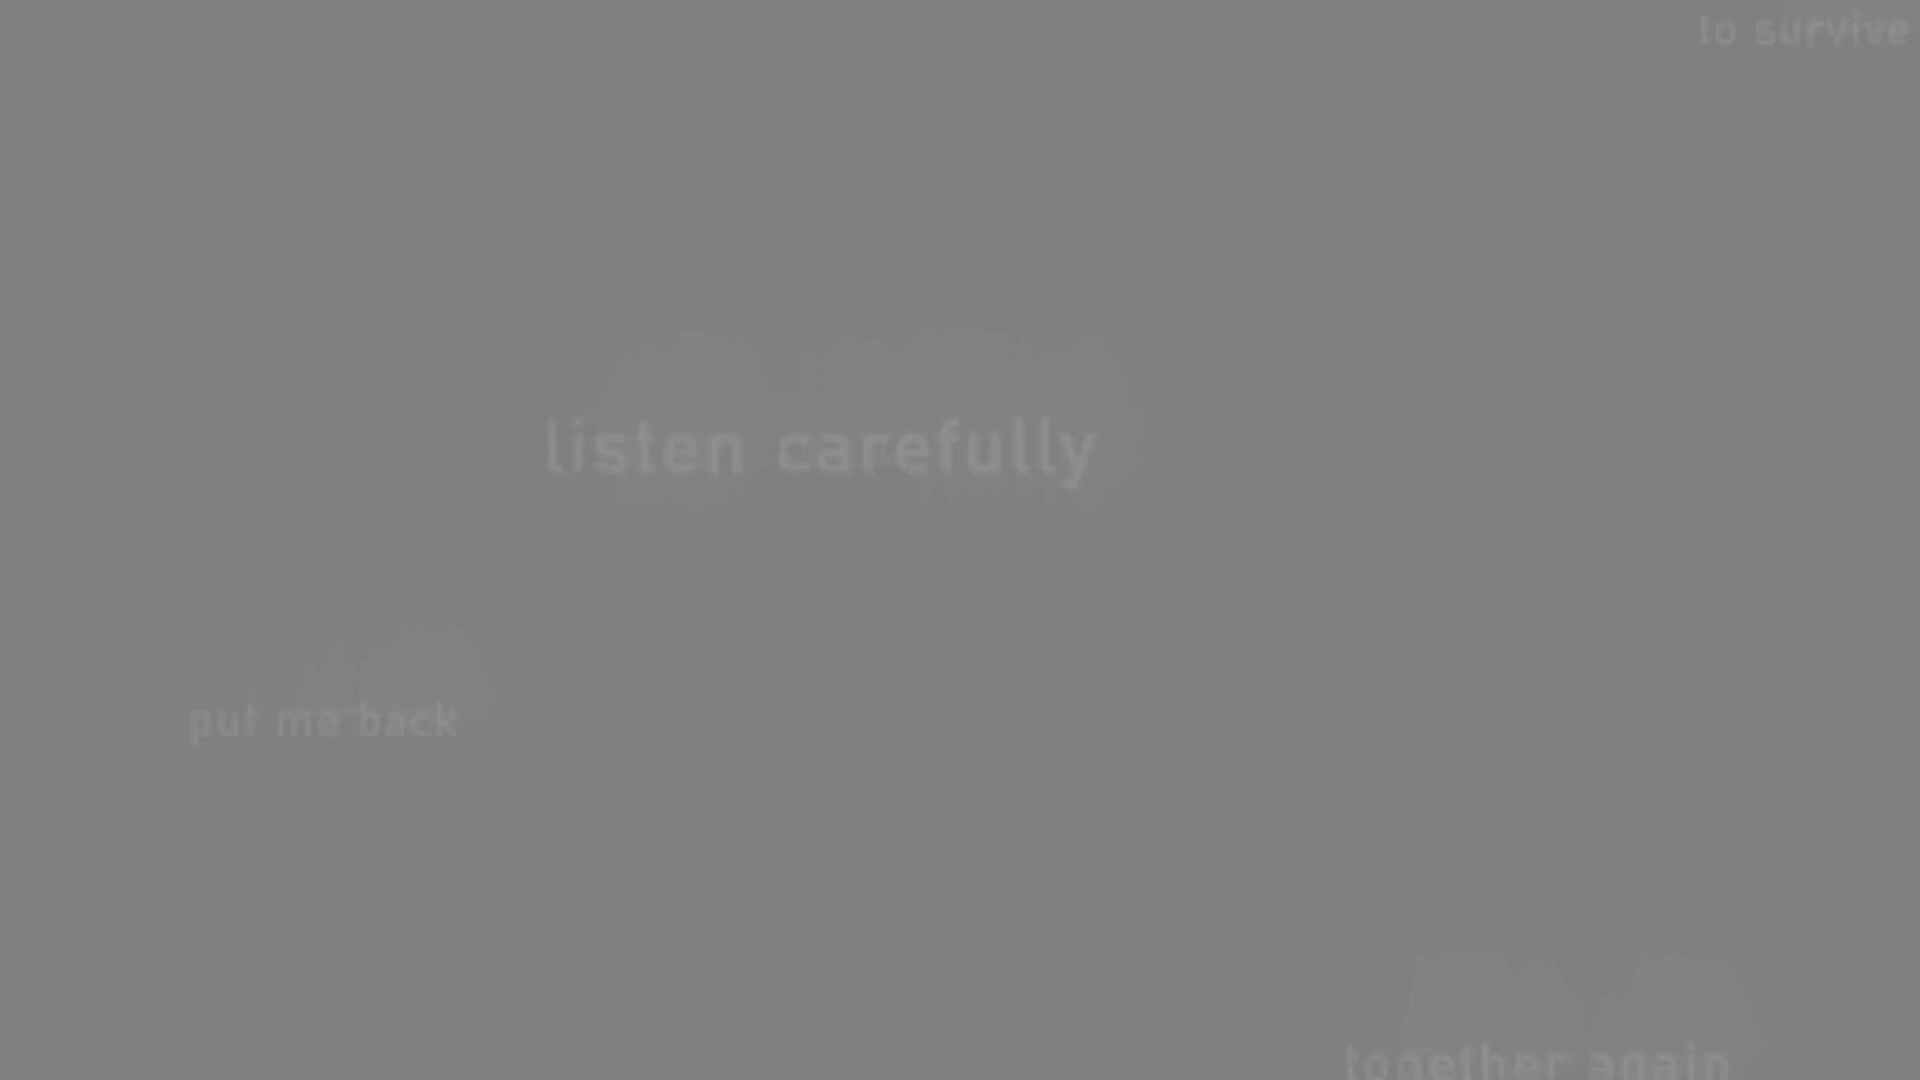 to survive
listen carefully
put me back
together again